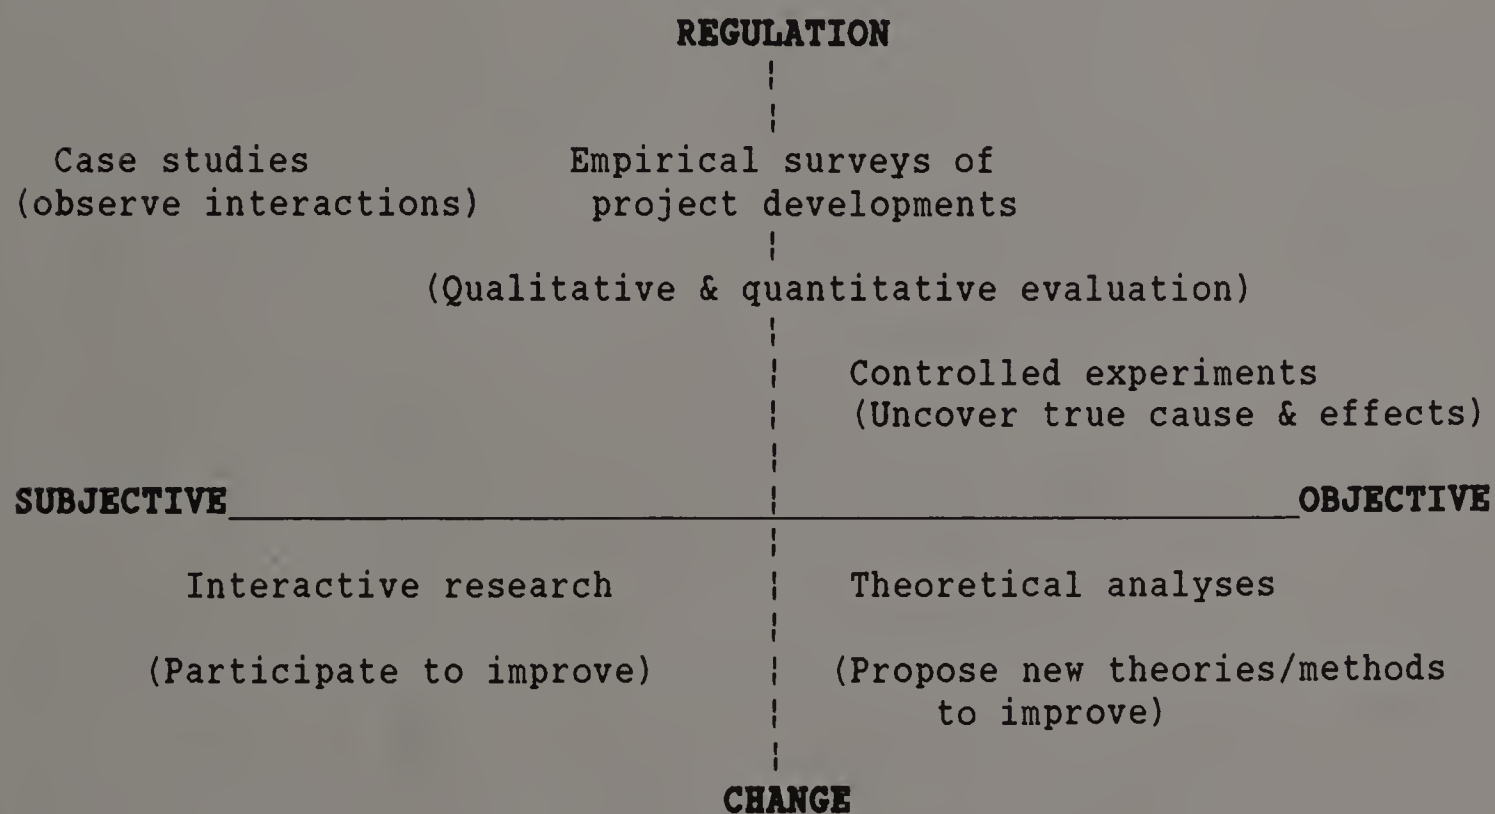 REGULATION
Case studies Empirical surveys of
(observe interactions) project developments
(Qualitative & quantitative evaluation)
Controlled experiments
(Uncover true cause & effects)
SUBJECTIVE OBJECTIVE
Interactive research Theoretical analyses
(Participate to improve) (Propose new theories/methods
to improve)
CHANGE